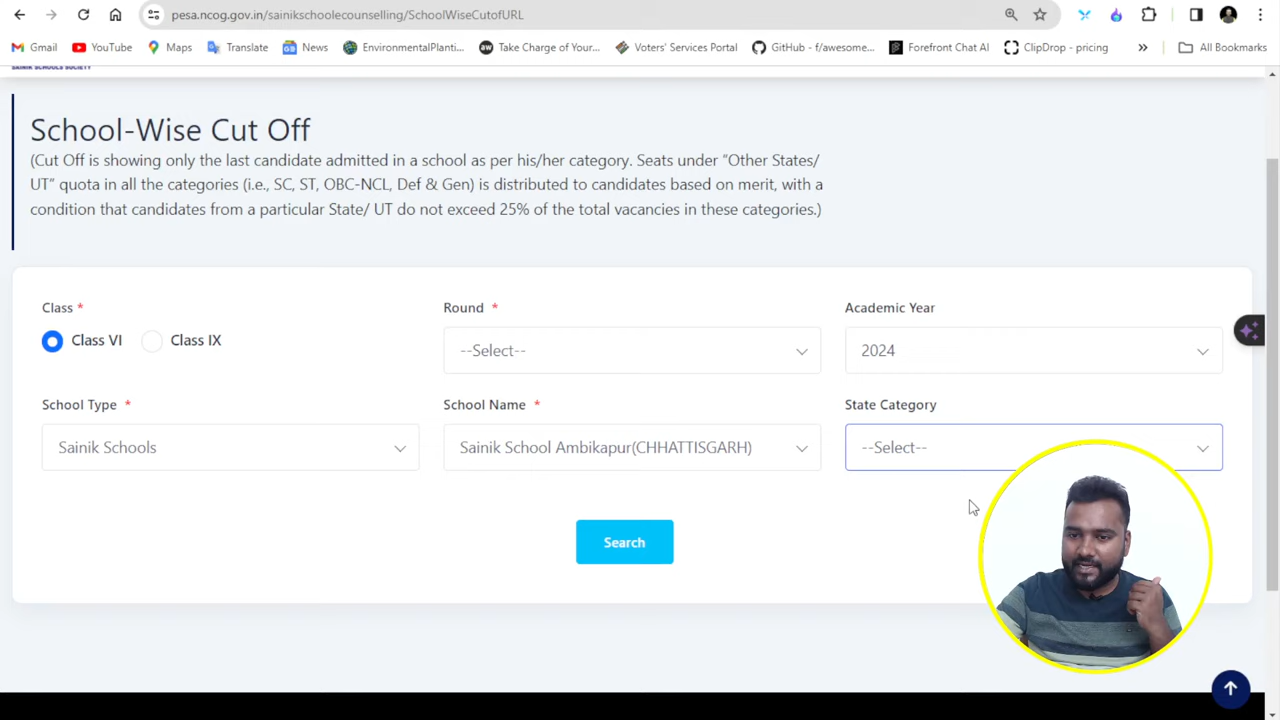 pesa.ncog.gov.in/sainikschoolecounselling/SchoolWiseCutofURL
Gmail YouTube Maps Translate News EnvironmentalPlanti... Take Charge of Your... Voters' Services Portal GitHub - f/awesome... Forefront Chat AI ClipDrop - pricing » All Bookmarks
SAINIK SCHOOLS SOCIETY
School-Wise Cut Off
(Cut Off is showing only the last candidate admitted in a school as per his/her category. Seats under "Other States/
UT" quota in all the categories (i.e., SC, ST, OBC-NCL, Def & Gen) is distributed to candidates based on merit, with a
condition that candidates from a particular State/ UT do not exceed 25% of the total vacancies in these categories.)
Class * Round * Academic Year
Class VI Class IX --Select-- 2024
School Type * School Name * State Category
Sainik Schools Sainik School Ambikapur(CHHATTISGARH) --Select--
Search